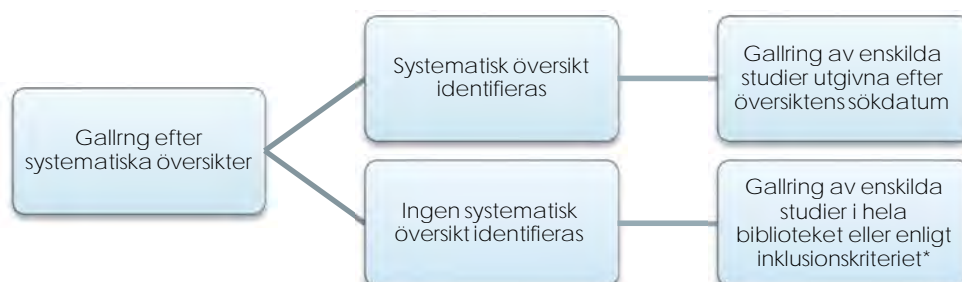 Gallrng efter
systematiska översikter
Systematisk översikt
identifieras
Gallring av enskilda
studier utgivna efter
översiktens sökdatum
Ingen systematisk
översikt identifieras
Gallring av enskilda
studier i hela
biblioteket eller enligt
inklusionskriteriet*